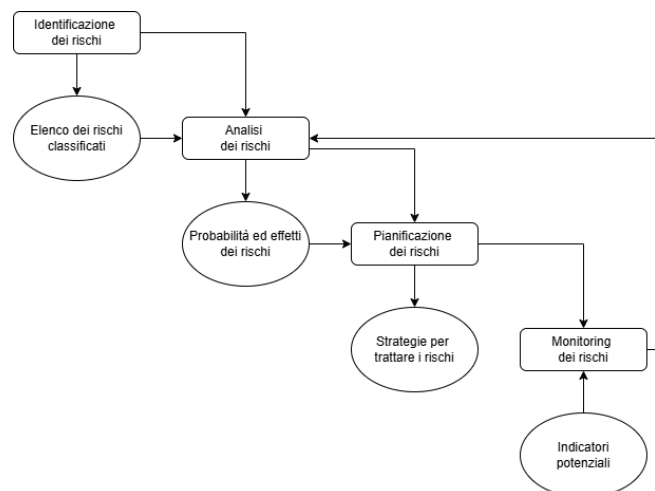 Identificazione
dei rischi
Elenco dei rischi
classificati
Analisi
dei rischi
Probabilità ed effetti
dei rischi
Pianificazione
dei rischi
Strategie per
trattare i rischi
Monitoring
dei rischi
Indicatori
potenziali